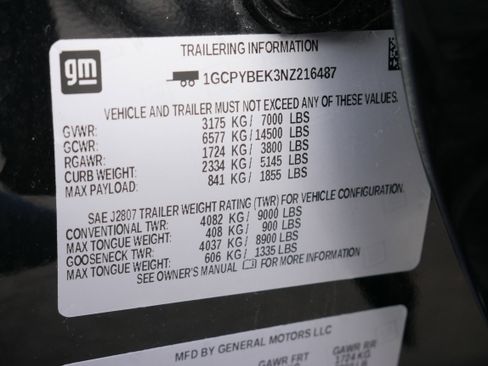 gm
TRAILERING INFORMATION
1GCPYBEK3NZ216487
VEHICLE AND TRAILER MUST NOT EXCEED ANY OF THESE VALUES.
GVWR: 3175 KG/ 7000 LBS
GCWR: 6577 KG/ 14500 LBS
RGAWR: 1724 KG/ 3800 LBS
CURB WEIGHT: 2334 KG/ 5145 LBS
MAX PAYLOAD: 841 KG/ 1855 LBS
SAE J2807 TRAILER WEIGHT RATING (TWR) FOR VEHICLE CONFIGURATION.
CONVENTIONAL TWR: 4082 KG/ 9000 LBS
MAX TONGUE WEIGHT: 408 KG/ 900 LBS
GOOSENECK TWR: 4037 KG/ 8900 LBS
MAX TONGUE WEIGHT: 606 KG/ 1335 LBS
SEE OWNER'S MANUAL FOR MORE INFORMATION
MFD BY GENERAL MOTORS LLC
GAWR FRT GAWR RR
1724 KG